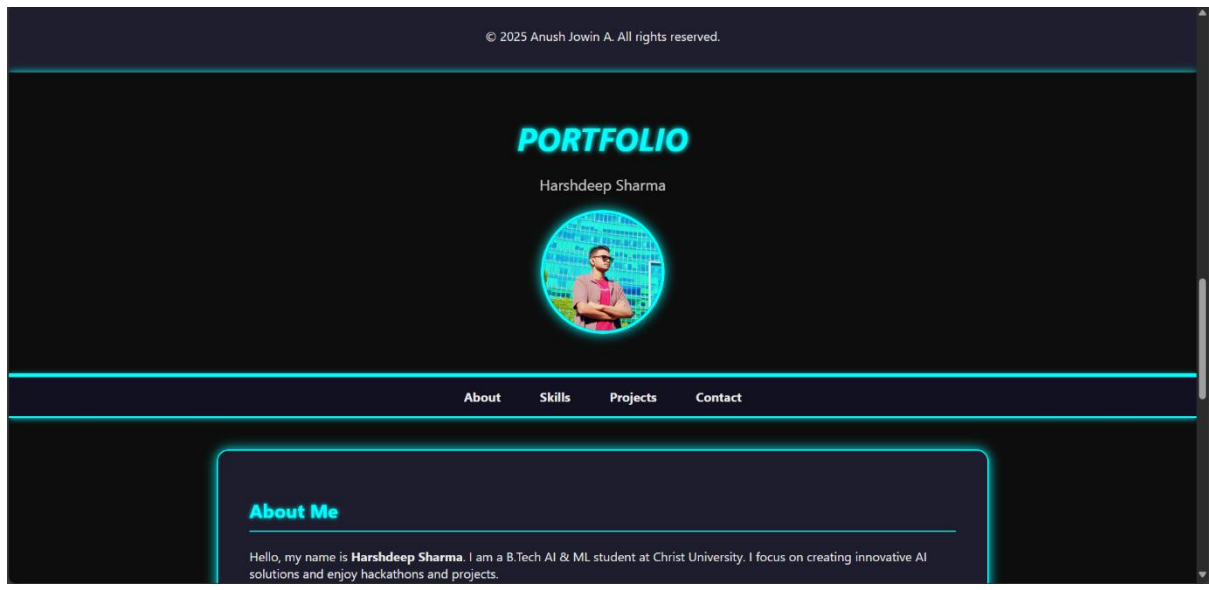 © 2025 Anush Jowin A. All rights reserved.
PORTFOLIO
Harshdeep Sharma
About Skills Projects Contact
About Me
Hello, my name is Harshdeep Sharma. I am a B.Tech AI & ML student at Christ University. I focus on creating innovative AI
solutions and enjoy hackathons and projects.